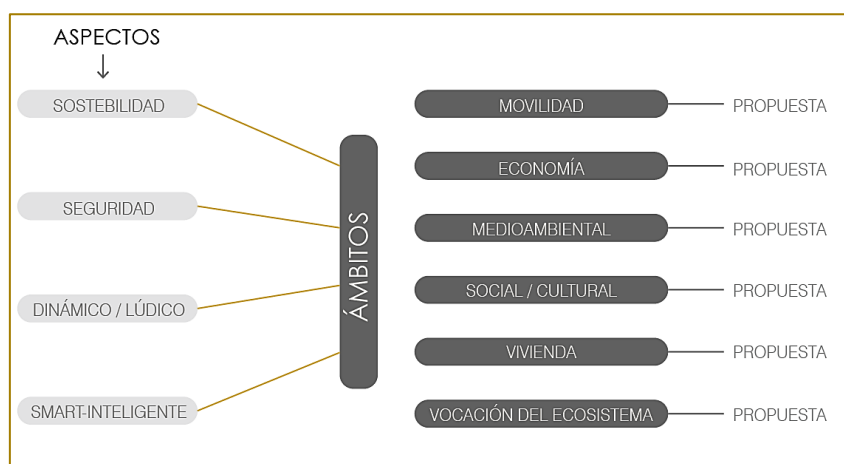 ASPECTOS
SOSTEBILIDAD
SEGURIDAD
DINÁMICO / LÚDICO
SMART-INTELIGENTE
ÁMBITOS
MOVILIDAD PROPUESTA
ECONOMÍA PROPUESTA
MEDIOAMBIENTAL PROPUESTA
SOCIAL / CULTURAL PROPUESTA
VIVIENDA PROPUESTA
VOCACIÓN DEL ECOSISTEMA PROPUESTA